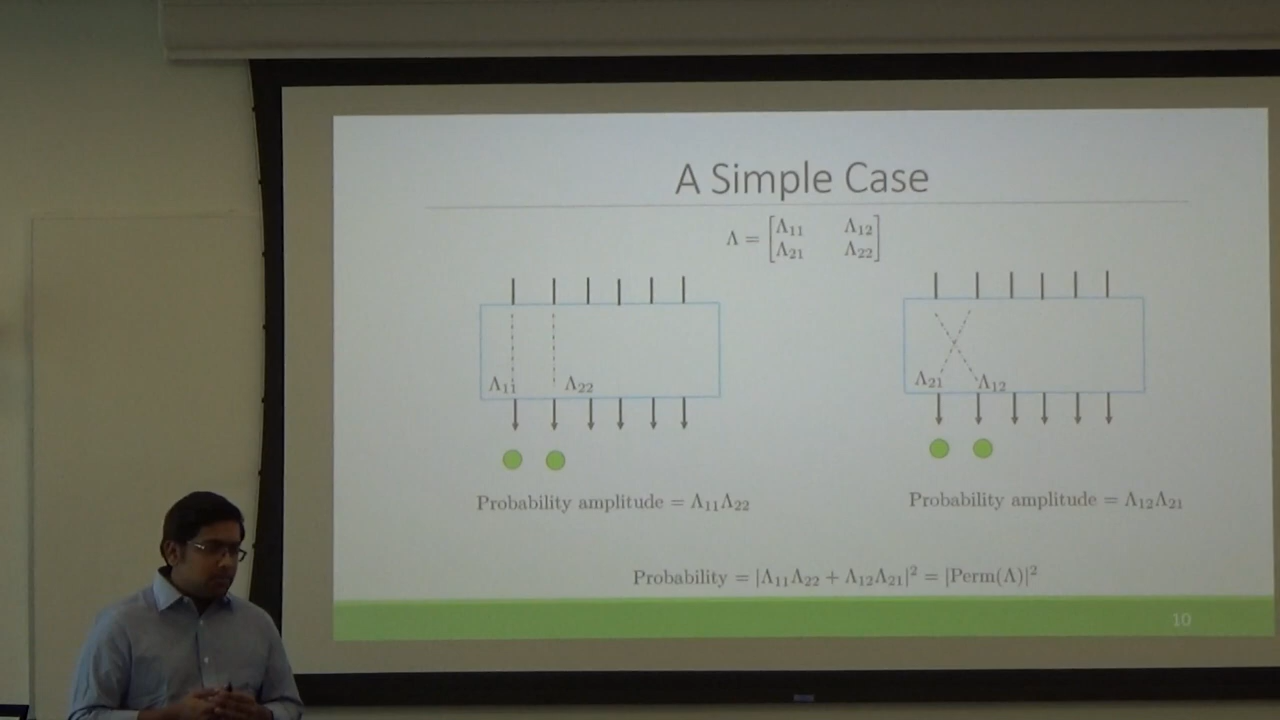 A Simple Case
Λ = [Λ₁₁ Λ₁₂
Λ₂₁ Λ₂₂]
Λ₁₁ Λ₂₂
Λ₂₁ Λ₁₂
Probability amplitude = Λ₁₁Λ₂₂
Probability amplitude = Λ₁₂Λ₂₁
Probability = |Λ₁₁Λ₂₂ + Λ₁₂Λ₂₁|² = |Perm(Λ)|²
10